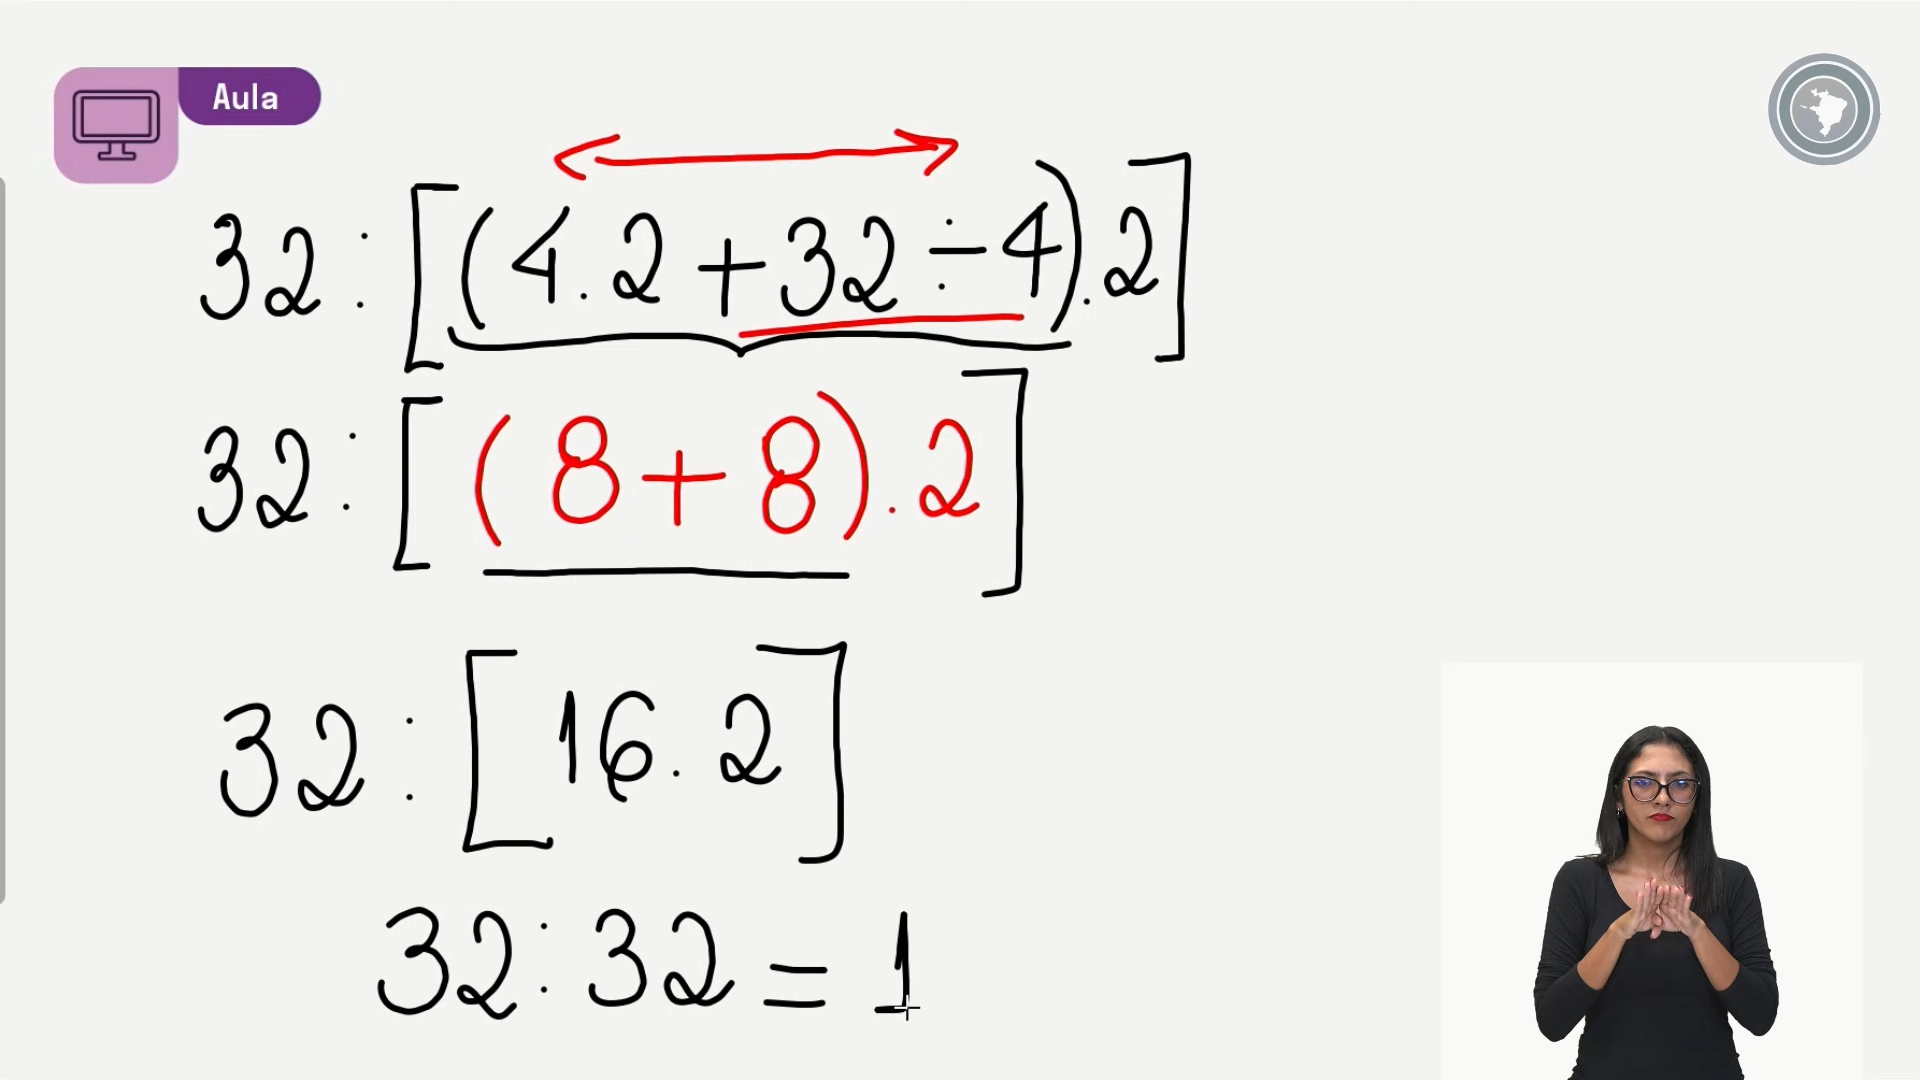 Aula
32 : [(4 . 2 + 32 ÷ 4) . 2]
32 : [(8 + 8) . 2]
32 : [16 . 2]
32 : 32 = 1